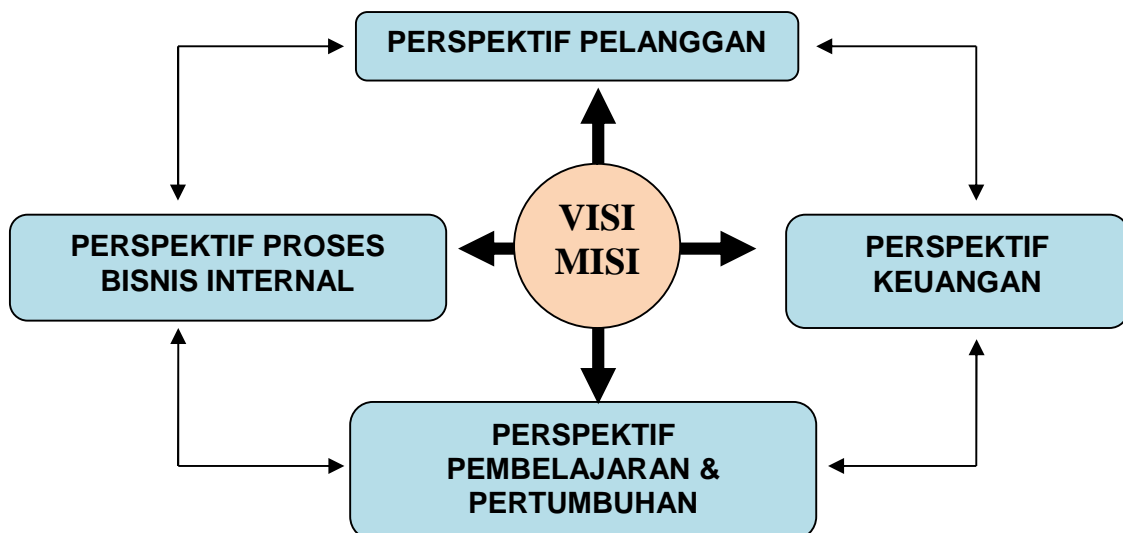 PERSPEKTIF PELANGGAN
VISI
MISI
PERSPEKTIF PROSES
BISNIS INTERNAL
PERSPEKTIF
KEUANGAN
PERSPEKTIF
PEMBELAJARAN &
PERTUMBUHAN